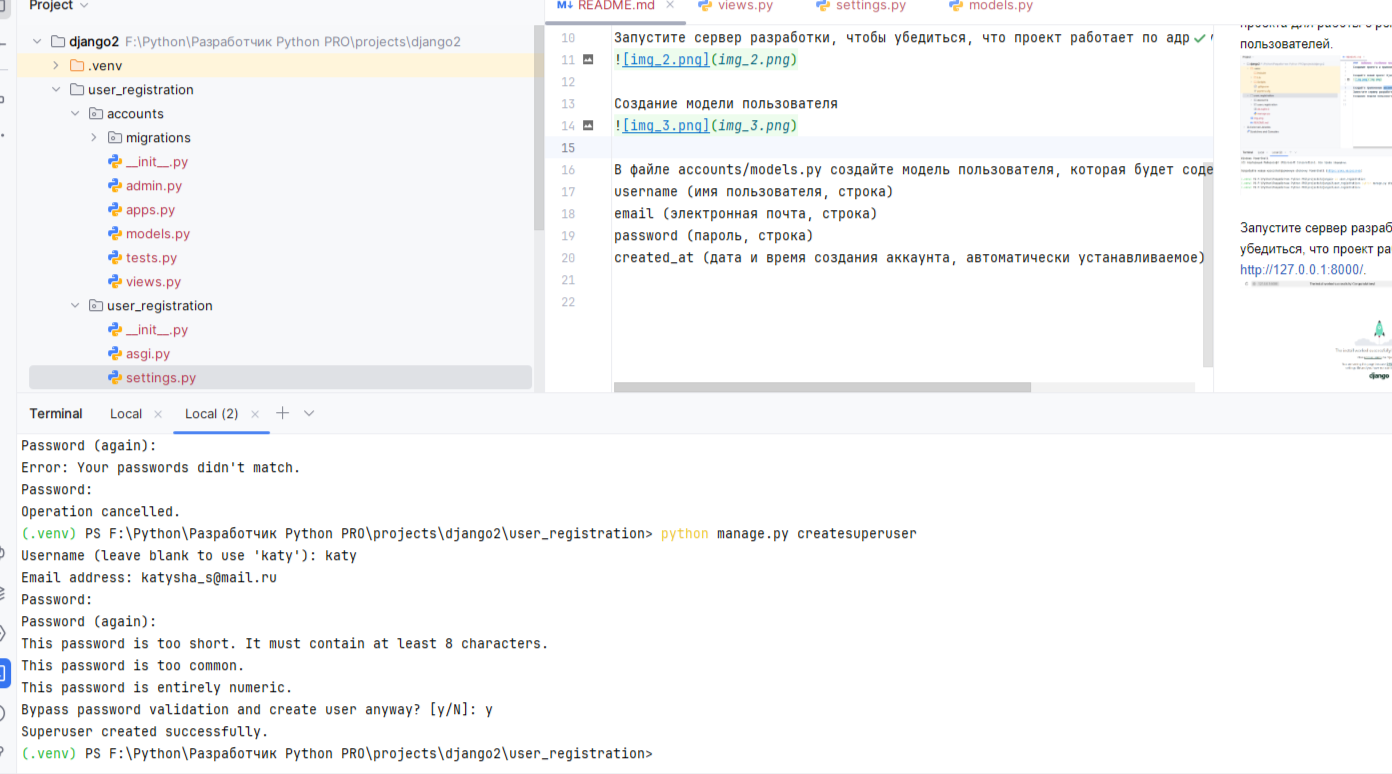 Project
django2 F:\Python\Разработчик Python PRO\projects\django2
.venv
user_registration
accounts
migrations
__init__.py
admin.py
apps.py
models.py
tests.py
views.py
user_registration
__init__.py
asgi.py
settings.py
README.md
views.py
settings.py
models.py
10 Запустите сервер разработки, чтобы убедиться, что проект работает по адр
11 ![img_2.png](img_2.png)
12
13 Создание модели пользователя
14 ![img_3.png](img_3.png)
15
16 В файле accounts/models.py создайте модель пользователя, которая будет соде
17 username (имя пользователя, строка)
18 email (электронная почта, строка)
19 password (пароль, строка)
20 created_at (дата и время создания аккаунта, автоматически устанавливаемое)
21
22
пользователей.
Запустите сервер разраб
убедиться, что проект ра
http://127.0.0.1:8000/.
django
Terminal Local Local (2)
Password (again):
Error: Your passwords didn't match.
Password:
Operation cancelled.
(.venv) PS F:\Python\Разработчик Python PRO\projects\django2\user_registration> python manage.py createsuperuser
Username (leave blank to use 'katy'): katy
Email address: katysha_s@mail.ru
Password:
Password (again):
This password is too short. It must contain at least 8 characters.
This password is too common.
This password is entirely numeric.
Bypass password validation and create user anyway? [y/N]: y
Superuser created successfully.
(.venv) PS F:\Python\Разработчик Python PRO\projects\django2\user_registration>